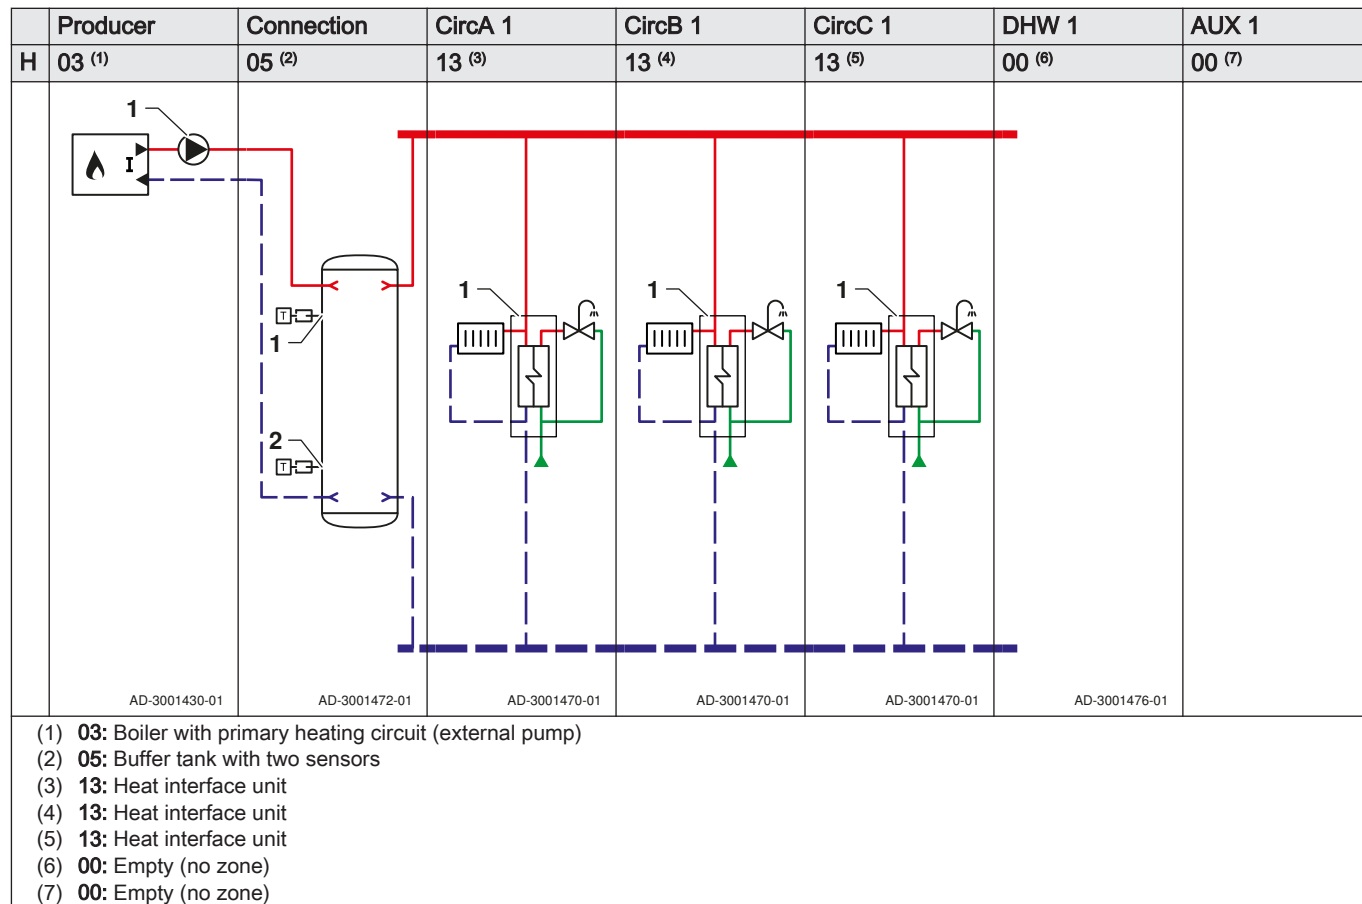 Producer Connection CircA 1 CircB 1 CircC 1 DHW 1 AUX 1
H 03 (1) 05 (2) 13 (3) 13 (4) 13 (5) 00 (6) 00 (7)
1
I
T
1
2
T
1
1
1
AD-3001430-01 AD-3001472-01 AD-3001470-01 AD-3001470-01 AD-3001470-01 AD-3001476-01
(1) 03: Boiler with primary heating circuit (external pump)
(2) 05: Buffer tank with two sensors
(3) 13: Heat interface unit
(4) 13: Heat interface unit
(5) 13: Heat interface unit
(6) 00: Empty (no zone)
(7) 00: Empty (no zone)